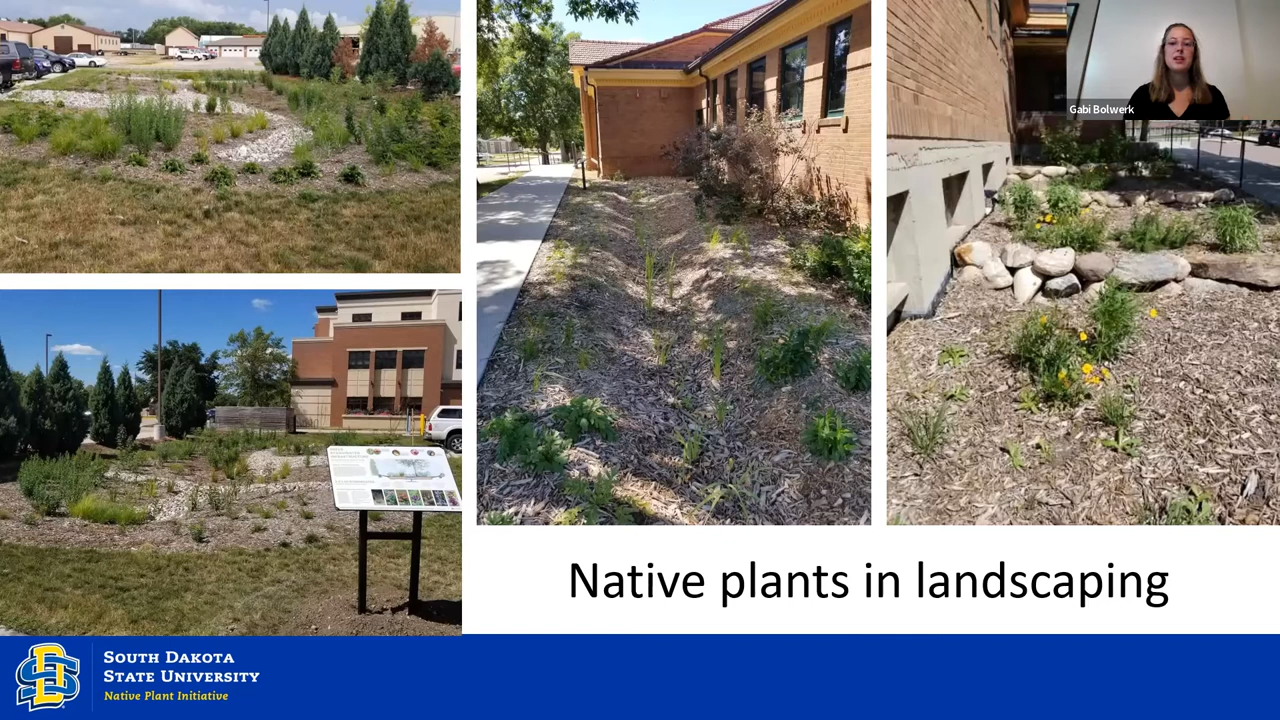 Gabi Bolwerk
Native plants in landscaping
SOUTH DAKOTA
STATE UNIVERSITY
Native Plant Initiative